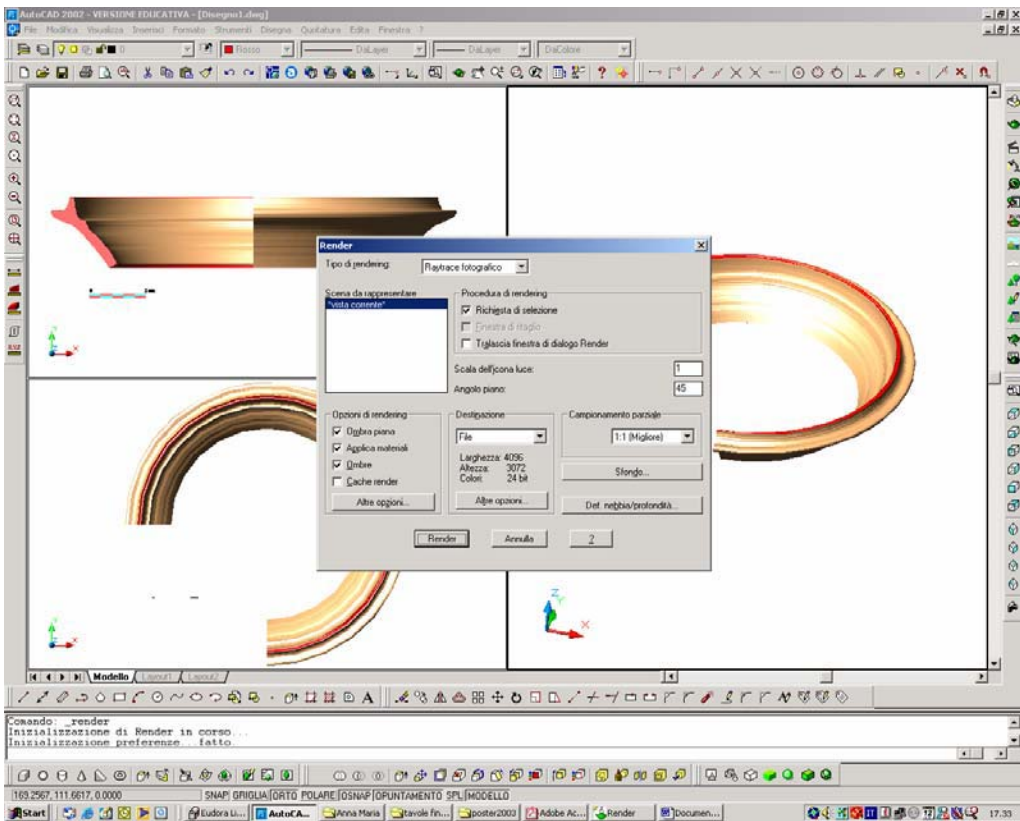 AutoCAD 2002 - VERSIONE EDUCATIVA - [Disegno1.dwg]
File Modifica Visualizza Inserisci Formato Strumenti Disegna Quotatura Edita Finestra ?
0 Rosso DaLayer DaLayer DaColore
Render
Tipo di rendering: Raytrace fotografico
Scena da rappresentare
*vista corrente*
Procedura di rendering
Richiesta di selezione
Finestra di ritaglio
Tralascia finestra di dialogo Render
Scala dell'icona luce: 1
Angolo piano: 45
Opzioni di rendering
Ombra piana
Applica materiali
Ombre
Cache render
Altre opzioni...
Destinazione
File
Larghezza: 4096
Altezza: 3072
Colori: 24 bit
Altre opzioni...
Campionamento parziale
1:1 (Migliore)
Sfondo...
Def. nebbia/profondità...
Render Annulla ?
Z Y X
Modello Layout1 Layout2
Comando: _render
Inizializzazione di Render in corso...
Inizializzazione preferenze...fatto.
169.2567, 111.6617, 0.0000 SNAP GRIGLIA ORTO POLARE OSNAP PUNTAMENTO SPL MODELLO
Start Eudora Li... AutoCA... Anna Maria tavole fin... poster2003 Adobe Ac... Render Documen... 17.33